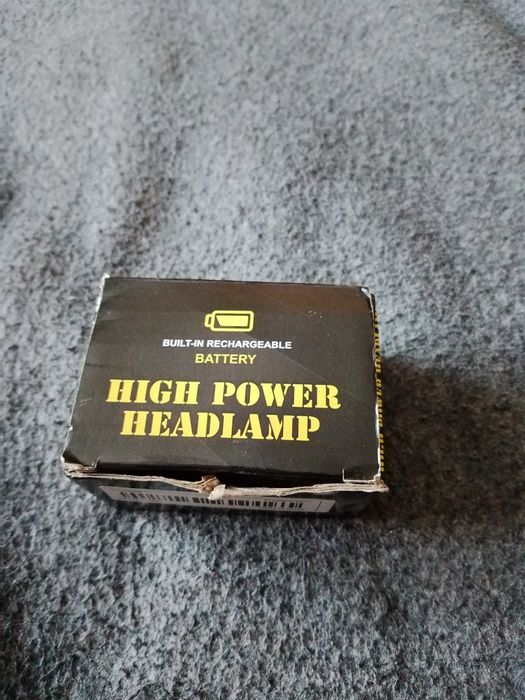 BUILT-IN RECHARGEABLE
BATTERY
HIGH POWER
HEADLAMP